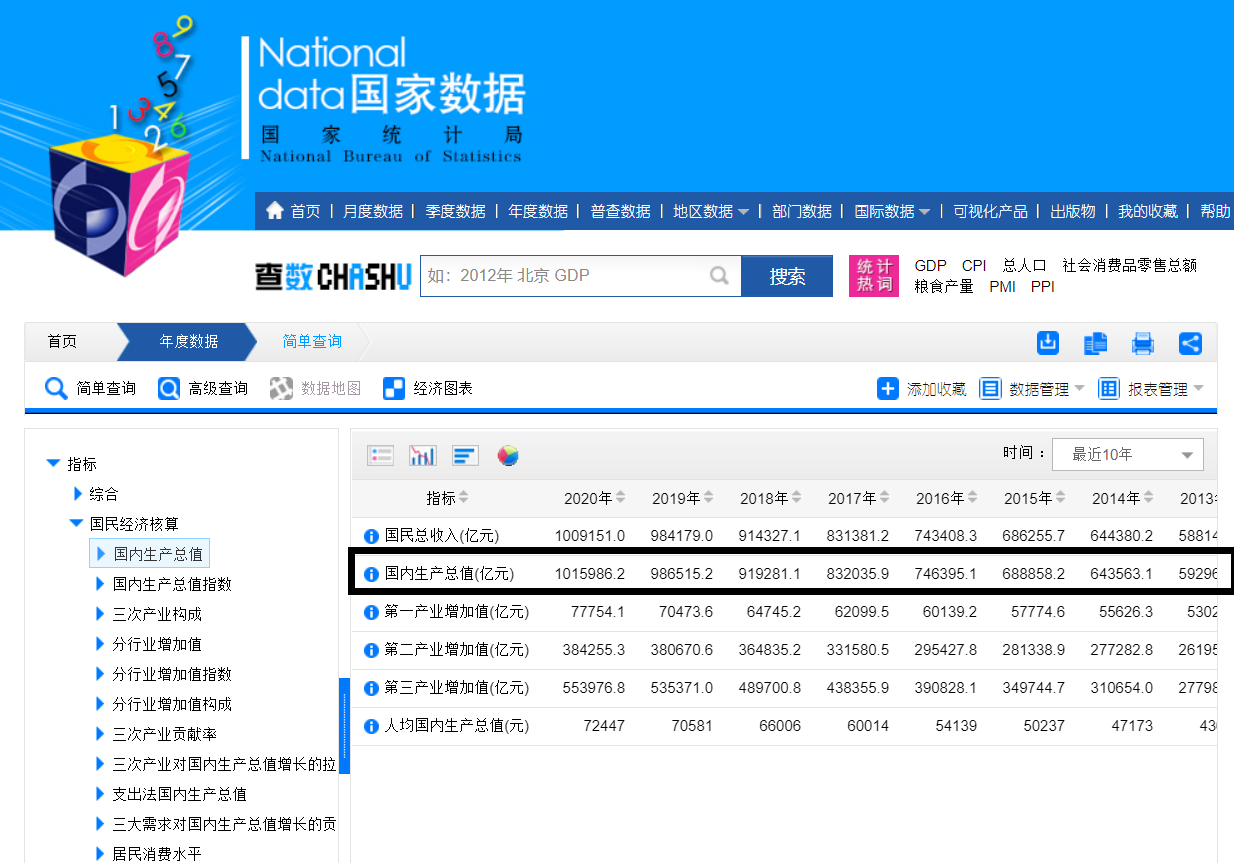 9
8
7
5
1 3 4
2 6
National
data国家数据
国家统计局
National Bureau of Statistics
首页 | 月度数据 | 季度数据 | 年度数据 | 普查数据 | 地区数据 | 部门数据 | 国际数据 | 可视化产品 | 出版物 | 我的收藏 | 帮助
查数CHASHU 如：2012年 北京 GDP 搜索 统计热词 GDP CPI 总人口 社会消费品零售总额
粮食产量 PMI PPI
首页 年度数据 简单查询
简单查询 高级查询 数据地图 经济图表 添加收藏 数据管理 报表管理
指标
综合
国民经济核算
国内生产总值
国内生产总值指数
三次产业构成
分行业增加值
分行业增加值指数
分行业增加值构成
三次产业贡献率
三次产业对国内生产总值增长的拉
支出法国内生产总值
三大需求对国内生产总值增长的贡
居民消费水平
时间： 最近10年
指标 2020年 2019年 2018年 2017年 2016年 2015年 2014年 2013
国民总收入(亿元) 1009151.0 984179.0 914327.1 831381.2 743408.3 686255.7 644380.2 58814
国内生产总值(亿元) 1015986.2 986515.2 919281.1 832035.9 746395.1 688858.2 643563.1 59296
第一产业增加值(亿元) 77754.1 70473.6 64745.2 62099.5 60139.2 57774.6 55626.3 5302
第二产业增加值(亿元) 384255.3 380670.6 364835.2 331580.5 295427.8 281338.9 277282.8 26195
第三产业增加值(亿元) 553976.8 535371.0 489700.8 438355.9 390828.1 349744.7 310654.0 27798
人均国内生产总值(元) 72447 70581 66006 60014 54139 50237 47173 43